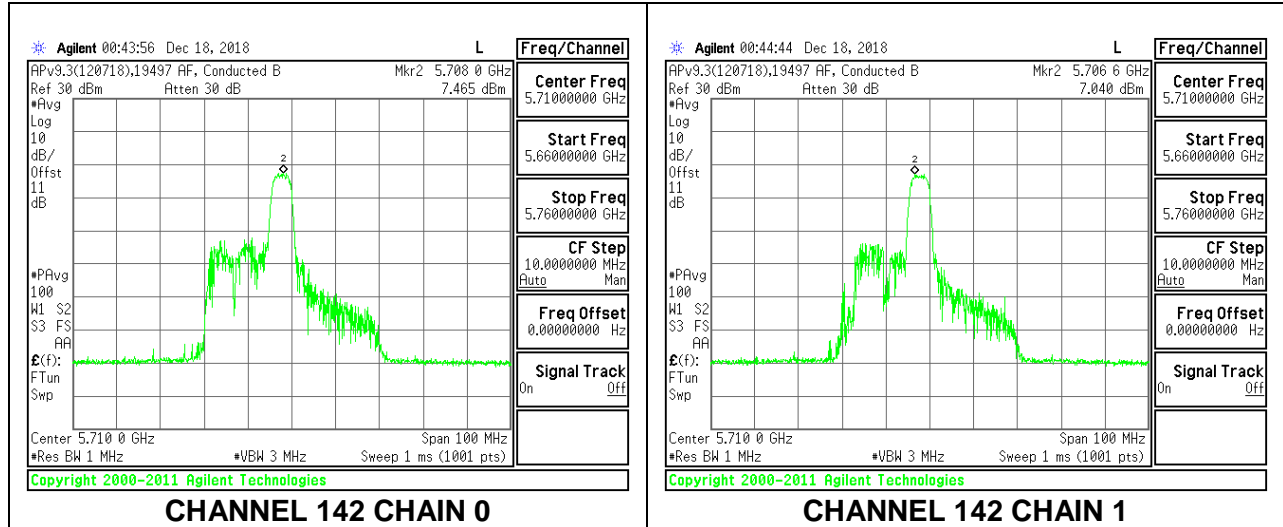 Agilent 00:43:56 Dec 18, 2018 L Freq/Channel
APv9.3(120718),19497 AF, Conducted B Mkr2 5.708 0 GHz
Ref 30 dBm Atten 30 dB 7.465 dBm
#Avg
Log
10
dB/
Offst
11
dB
#PAvg
100
W1 S2
S3 FS
AA
£(f):
FTun
Swp
2
Center 5.710 0 GHz Span 100 MHz
#Res BW 1 MHz #VBW 3 MHz Sweep 1 ms (1001 pts)
Center Freq
5.71000000 GHz
Start Freq
5.66000000 GHz
Stop Freq
5.76000000 GHz
CF Step
10.0000000 MHz
Auto Man
Freq Offset
0.00000000 Hz
Signal Track
On Off
Copyright 2000-2011 Agilent Technologies
CHANNEL 142 CHAIN 0
Agilent 00:44:44 Dec 18, 2018 L Freq/Channel
APv9.3(120718),19497 AF, Conducted B Mkr2 5.706 6 GHz
Ref 30 dBm Atten 30 dB 7.040 dBm
#Avg
Log
10
dB/
Offst
11
dB
#PAvg
100
W1 S2
S3 FS
AA
£(f):
FTun
Swp
2
Center 5.710 0 GHz Span 100 MHz
#Res BW 1 MHz #VBW 3 MHz Sweep 1 ms (1001 pts)
Center Freq
5.71000000 GHz
Start Freq
5.66000000 GHz
Stop Freq
5.76000000 GHz
CF Step
10.0000000 MHz
Auto Man
Freq Offset
0.00000000 Hz
Signal Track
On Off
Copyright 2000-2011 Agilent Technologies
CHANNEL 142 CHAIN 1